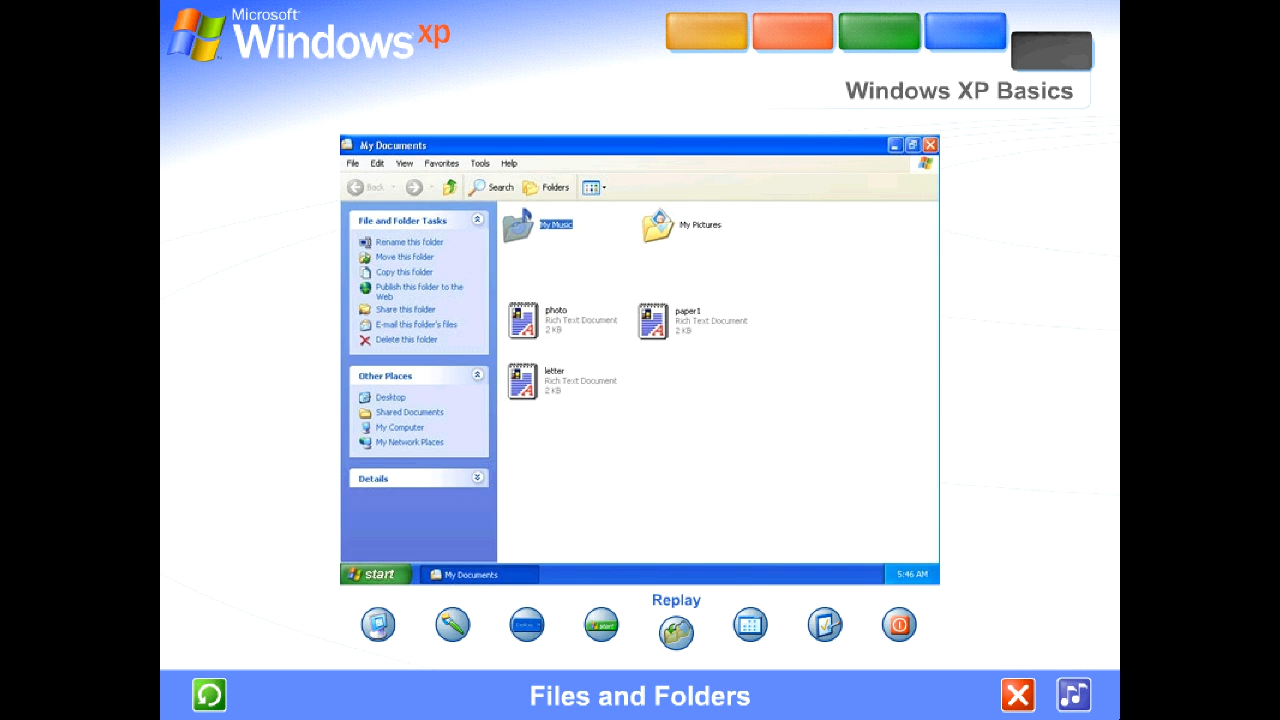 Microsoft
Windows xp
Windows XP Basics
My Documents
File Edit View Favorites Tools Help
Back Search Folders
File and Folder Tasks
Rename this folder
Move this folder
Copy this folder
Publish this folder to the
Web
Share this folder
E-mail this folder's files
Delete this folder
Other Places
Desktop
Shared Documents
My Computer
My Network Places
Details
My Music
My Pictures
photo
Rich Text Document
2 KB
paper1
Rich Text Document
2 KB
letter
Rich Text Document
2 KB
start My Documents 5:46 AM
Replay
start
Files and Folders